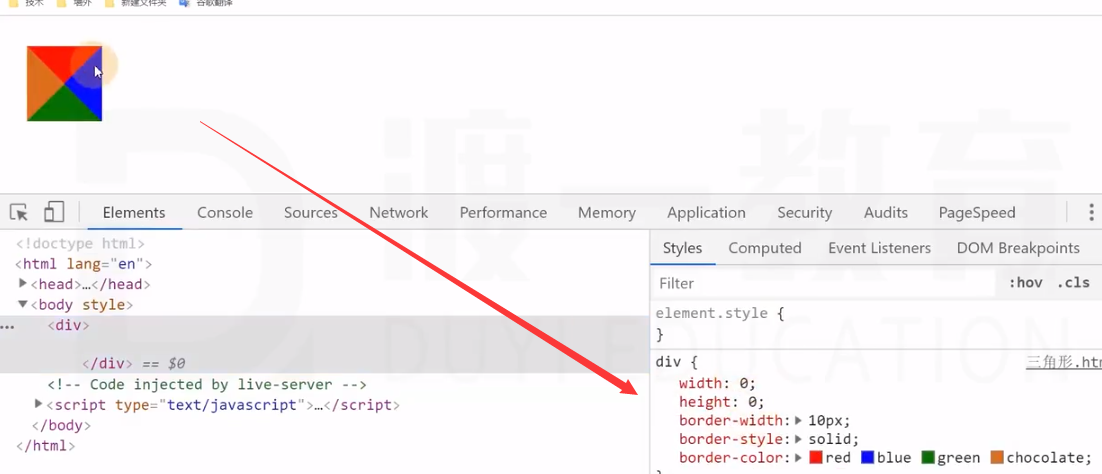 技术 墙外 新建文件夹 谷歌翻译
渡一教育
DUYI EDUCATION
Elements Console Sources Network Performance Memory Application Security Audits PageSpeed
<!doctype html>
<html lang="en">
<head>…</head>
<body style>
<div>
</div> == $0
<!-- Code injected by live-server -->
<script type="text/javascript">…</script>
</body>
</html>
Styles Computed Event Listeners DOM Breakpoints
Filter :hov .cls
element.style {
}
div { 三角形.htm
width: 0;
height: 0;
border-width: 10px;
border-style: solid;
border-color: red blue green chocolate;
}